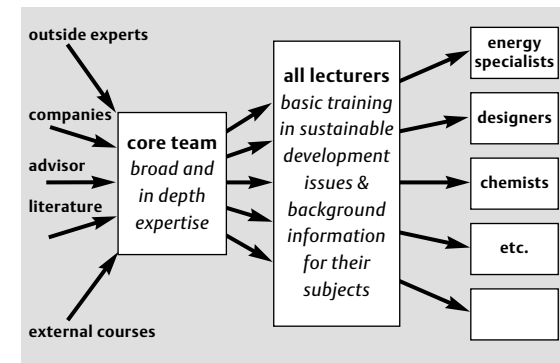 outside experts
companies
advisor
literature
external courses
core team
broad and
in depth
expertise
all lecturers
basic training
in sustainable
development
issues &
background
information
for their
subjects
energy
specialists
designers
chemists
etc.